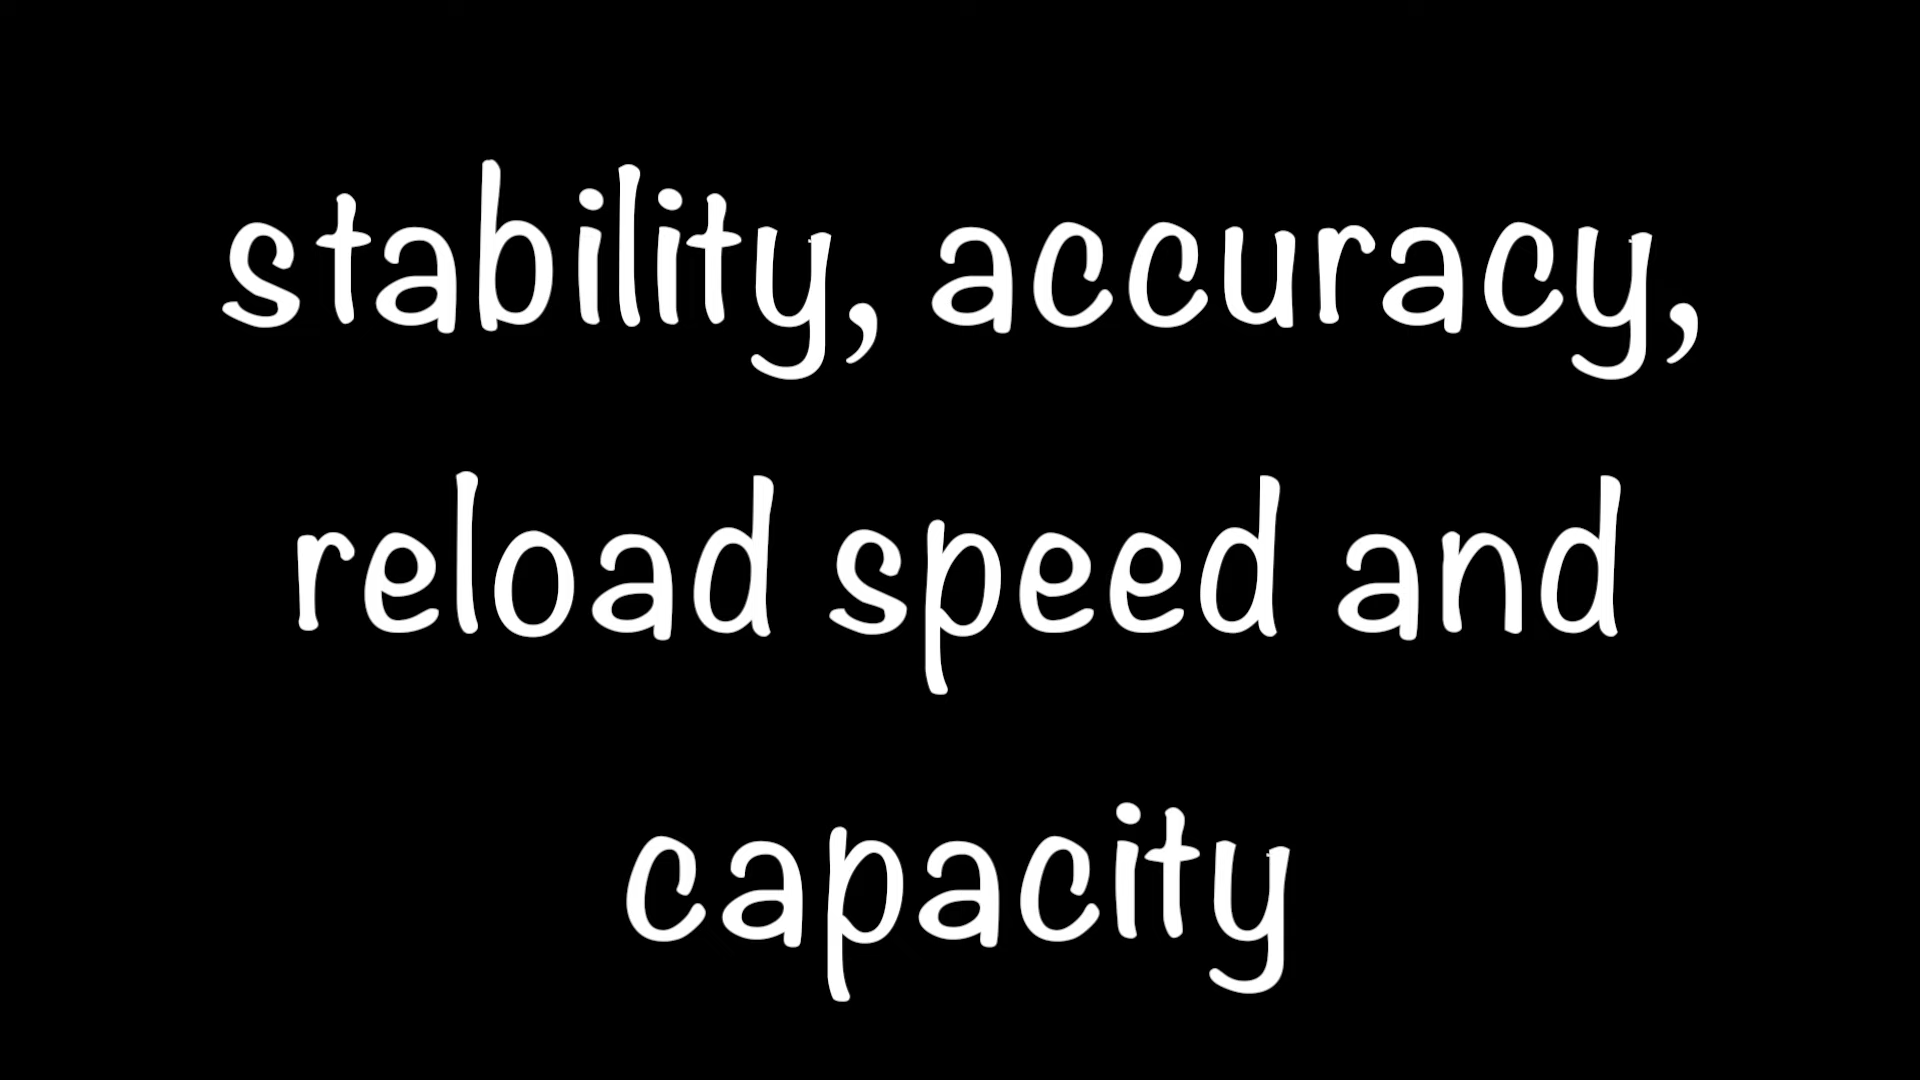 stability, accuracy,
reload speed and
capacity